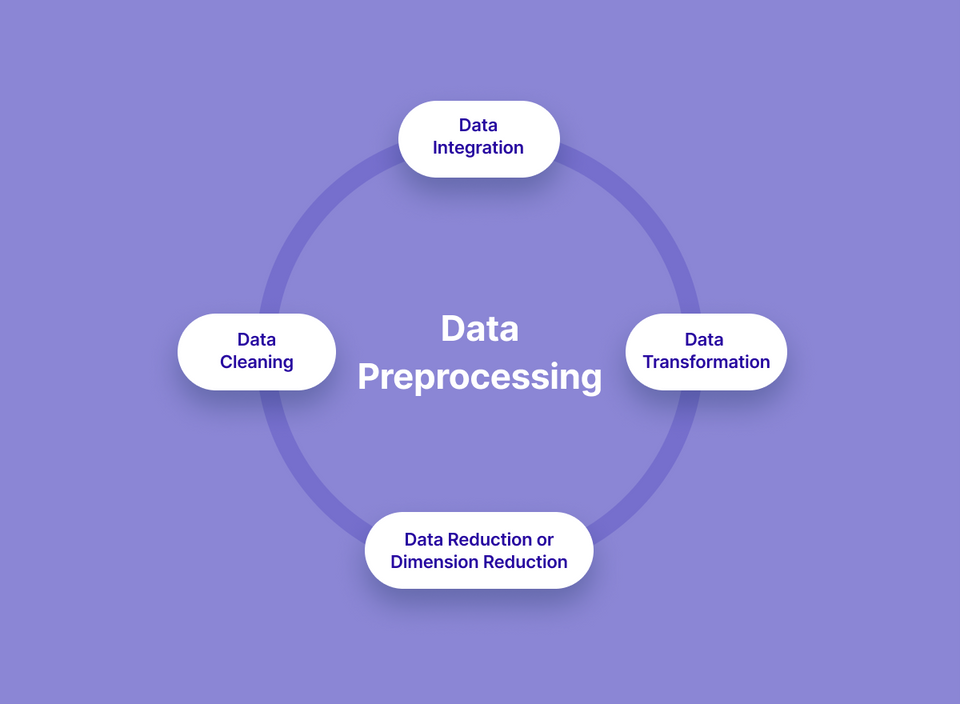 Data
Integration
Data
Cleaning
Data
Preprocessing
Data
Transformation
Data Reduction or
Dimension Reduction